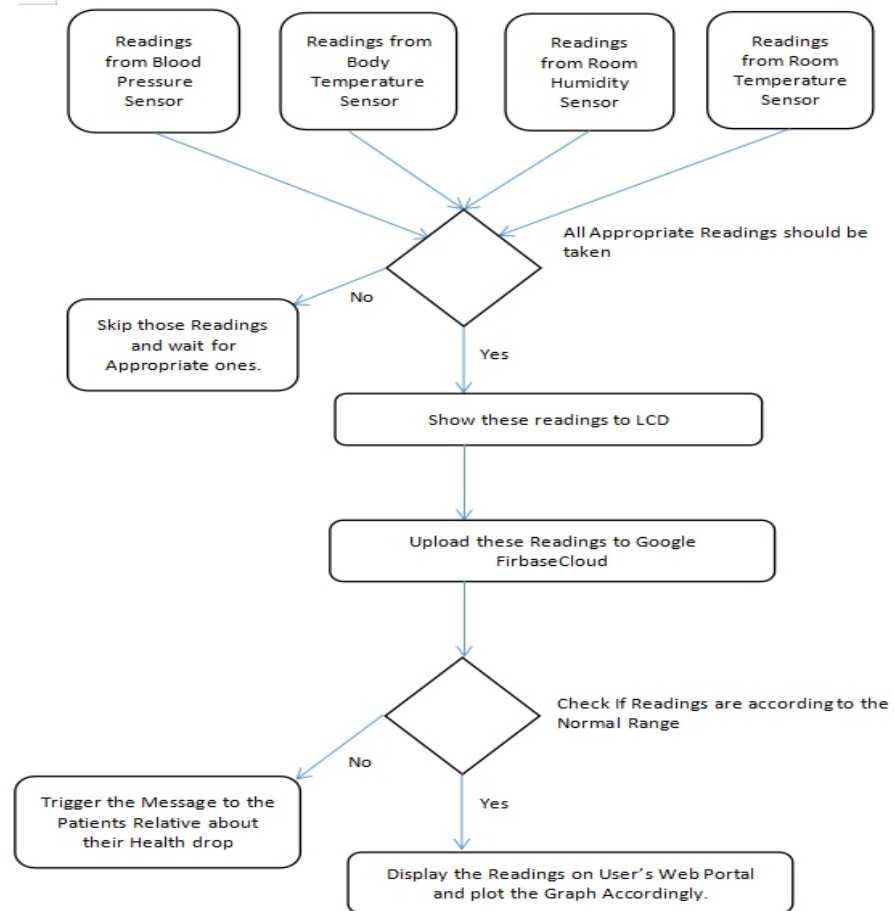 Readings
from Blood
Pressure
Sensor
Readings from
Body
Temperature
Sensor
Readings
from Room
Humidity
Sensor
Readings
from Room
Temperature
Sensor
All Appropriate Readings should be
taken
No
Skip those Readings
and wait for
Appropriate ones.
Yes
Show these readings to LCD
Upload these Readings to Google
FirbaseCloud
Check If Readings are according to the
Normal Range
No
Trigger the Message to the
Patients Relative about
their Health drop
Yes
Display the Readings on User's Web Portal
and plot the Graph Accordingly.